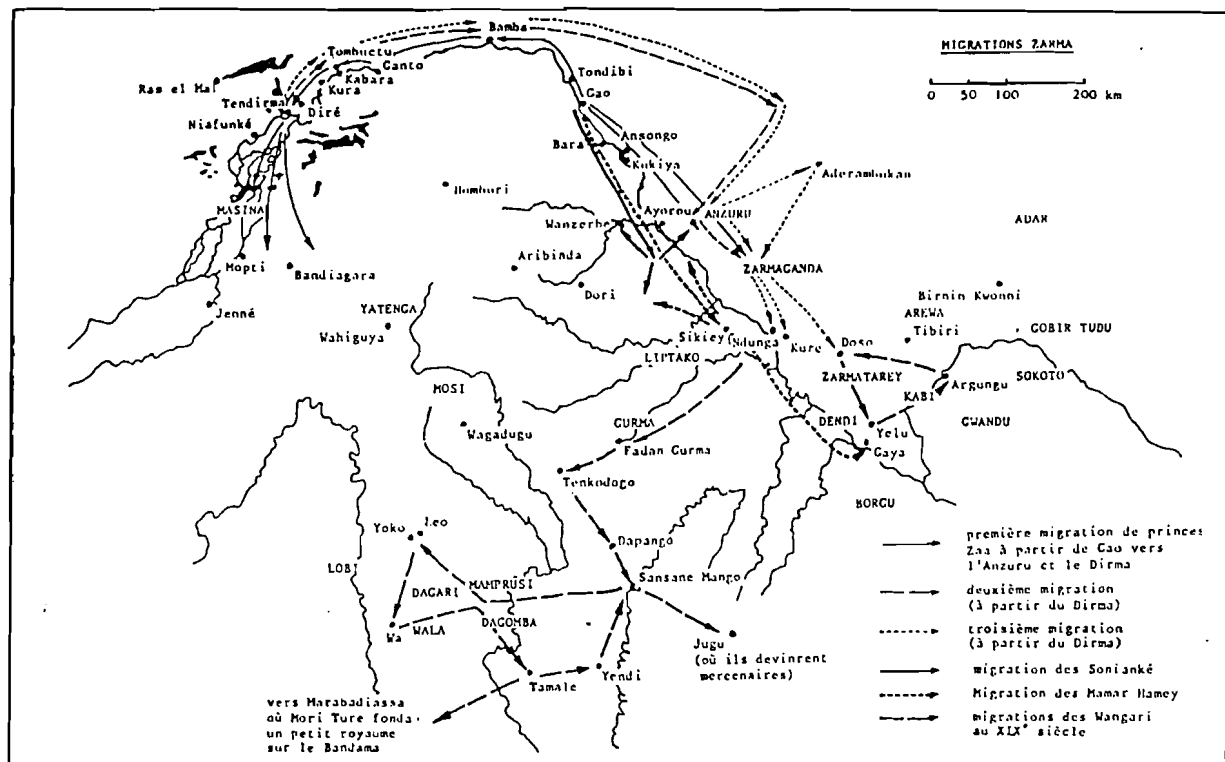 MIGRATIONS ZARMA
0 50 100 200 km
Bamba
Tombuctu
Ganto
Kabara
Ras el Ma
Kura
Tendirma
Diré
Niafunké
Tondibi
Gao
Ansongo
Bara
Kukiya
Aderambukan
Hombori
MASINA
Ayorou
ANZURU
Wanzerbe
ADAR
Mopti
Bandiagara
Aribinda
ZARMAGANDA
Dori
Birnin Kwonni
Jenné
YATENGA
Wahiguya
AREWA
Tibiri
GOBIR TUDU
Sikiey
Ndunga
Kure
Doso
LIPTAKO
ZARMATAREY
Argungu
SOKOTO
MOSI
KABI
GURMA
DENDI
GWANDU
Wagadugu
Yelu
Fadan Gurma
Gaya
Tenkodogo
BORGU
Yoko
Leo
Dapango
LOBI
MAMPRUSI
Sansane Mango
DAGARI
Wa
WALA
DAGOMBA
Jugu
(où ils devinrent
mercenaires)
Tamale
Yendi
vers Marabadiassa
où Mori Ture fonda
un petit royaume
sur le Bandama
première migration de princes
Zaa à partir de Gao vers
l'Anzuru et le Dirma
deuxième migration
(à partir du Dirma)
troisième migration
(à partir du Dirma)
migration des Sonianké
Migration des Mamar Hamey
migrations des Wangari
au XIX° siècle